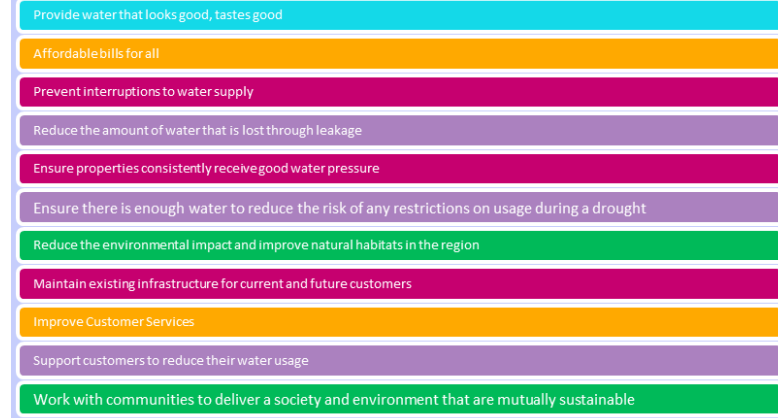 Provide water that looks good, tastes good
Affordable bills for all
Prevent interruptions to water supply
Reduce the amount of water that is lost through leakage
Ensure properties consistently receive good water pressure
Ensure there is enough water to reduce the risk of any restrictions on usage during a drought
Reduce the environmental impact and improve natural habitats in the region
Maintain existing infrastructure for current and future customers
Improve Customer Services
Support customers to reduce their water usage
Work with communities to deliver a society and environment that are mutually sustainable